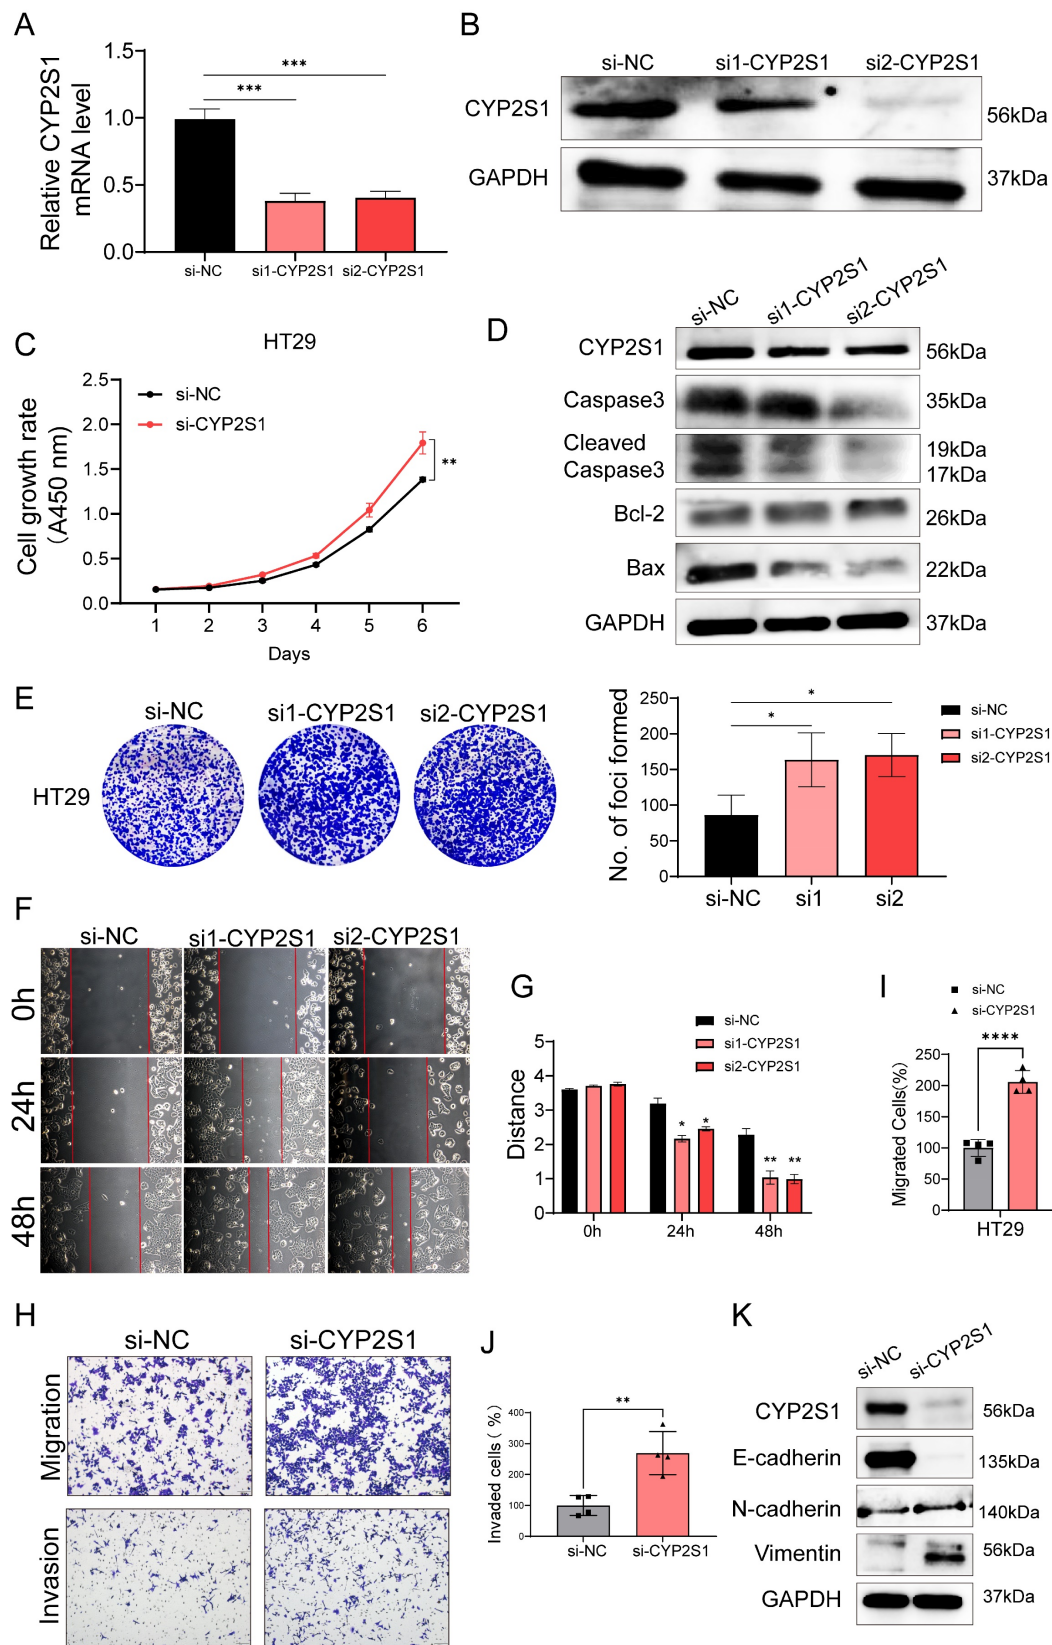 A
Relative CYP2S1
mRNA level
1.5
1.0
0.5
0.0
***
***
si-NC
si1-CYP2S1
si2-CYP2S1
B
si-NC
si1-CYP2S1
si2-CYP2S1
CYP2S1
56kDa
GAPDH
37kDa
C
HT29
Cell growth rate
(A450 nm)
2.5
2.0
1.5
1.0
0.5
0.0
si-NC
si-CYP2S1
**
1
2
3
4
5
6
Days
D
si-NC
si1-CYP2S1
si2-CYP2S1
CYP2S1
56kDa
Caspase3
35kDa
Cleaved
Caspase3
19kDa
17kDa
Bcl-2
26kDa
Bax
22kDa
GAPDH
37kDa
E
si-NC
si1-CYP2S1
si2-CYP2S1
HT29
No. of foci formed
250
200
150
100
50
0
*
*
si-NC
si1
si2
si-NC
si1-CYP2S1
si2-CYP2S1
F
si-NC
si1-CYP2S1
si2-CYP2S1
0h
24h
48h
G
si-NC
si1-CYP2S1
si2-CYP2S1
Distance
5
4
3
2
1
0
*
*
**
**
0h
24h
48h
I
si-NC
si-CYP2S1
Migrated Cells(%)
250
200
150
100
50
0
****
HT29
H
si-NC
si-CYP2S1
Migration
Invasion
J
Invaded cells (%)
400
300
200
100
0
**
si-NC
si-CYP2S1
K
si-NC
si-CYP2S1
CYP2S1
56kDa
E-cadherin
135kDa
N-cadherin
140kDa
Vimentin
56kDa
GAPDH
37kDa